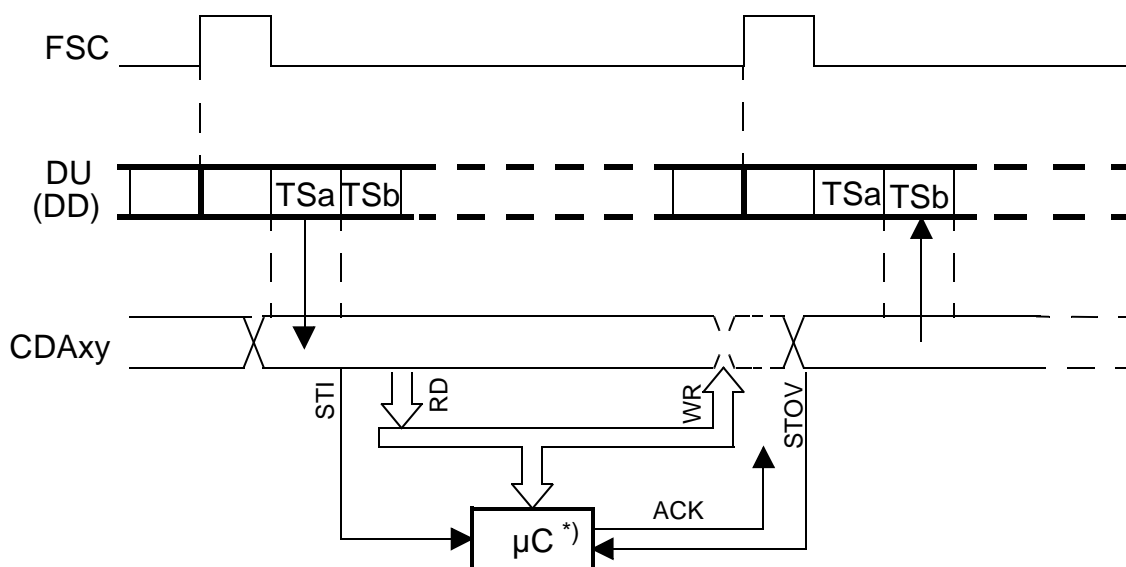 FSC
DU
(DD)
TSa TSb
TSa TSb
CDAxy
STI
RD
WR
STOV
ACK
µC *)